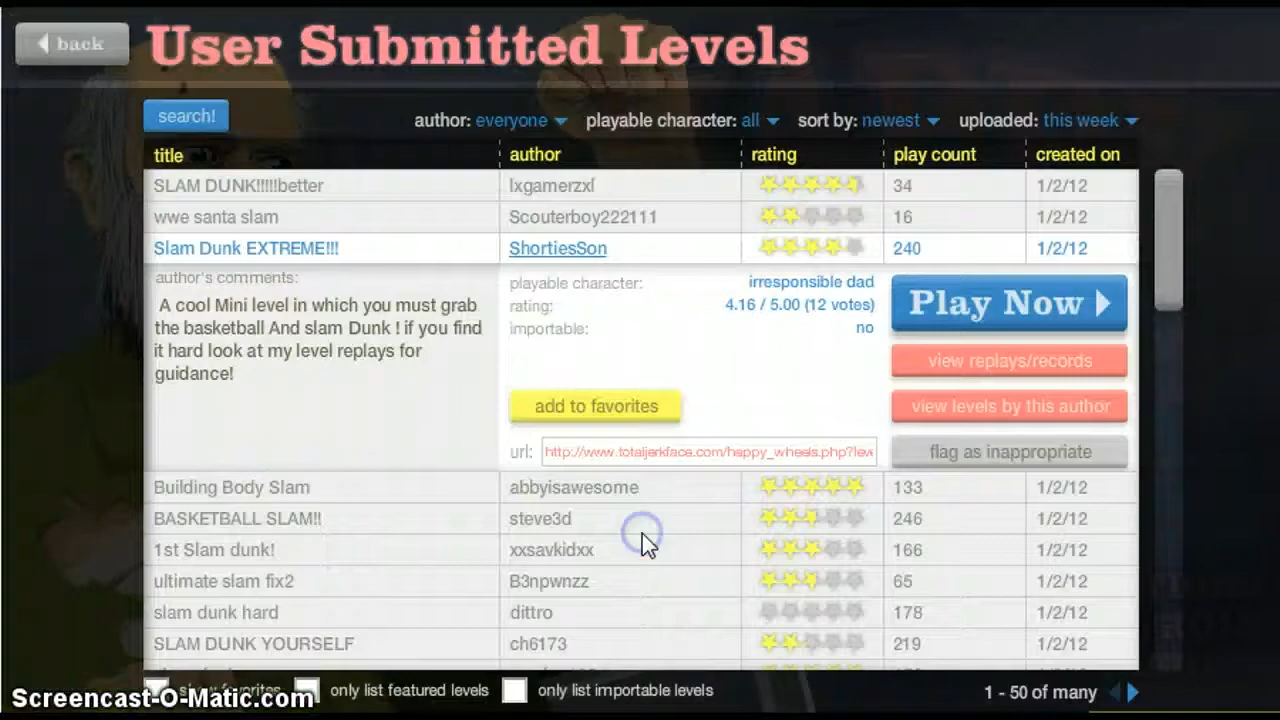 back
User Submitted Levels
search!
author: everyone
playable character: all
sort by: newest
uploaded: this week
title author rating play count created on
SLAM DUNK!!!!!better lxgamerzxl 34 1/2/12
wwe santa slam Scouterboy222111 16 1/2/12
Slam Dunk EXTREME!!! ShortiesSon 240 1/2/12
author's comments:
A cool Mini level in which you must grab
the basketball And slam Dunk ! if you find
it hard look at my level replays for
guidance!
playable character: irresponsible dad
rating: 4.16 / 5.00 (12 votes)
importable: no
add to favorites
url: http://www.totaljerkface.com/happy_wheels.php?lev
Play Now
view replays/records
view levels by this author
flag as inappropriate
Building Body Slam abbyisawesome 133 1/2/12
BASKETBALL SLAM!! steve3d 246 1/2/12
1st Slam dunk! xxsavkidxx 166 1/2/12
ultimate slam fix2 B3npwnzz 65 1/2/12
slam dunk hard dittro 178 1/2/12
SLAM DUNK YOURSELF ch6173 219 1/2/12
favorites
only list featured levels
only list importable levels
1 - 50 of many
Screencast-O-Matic.com